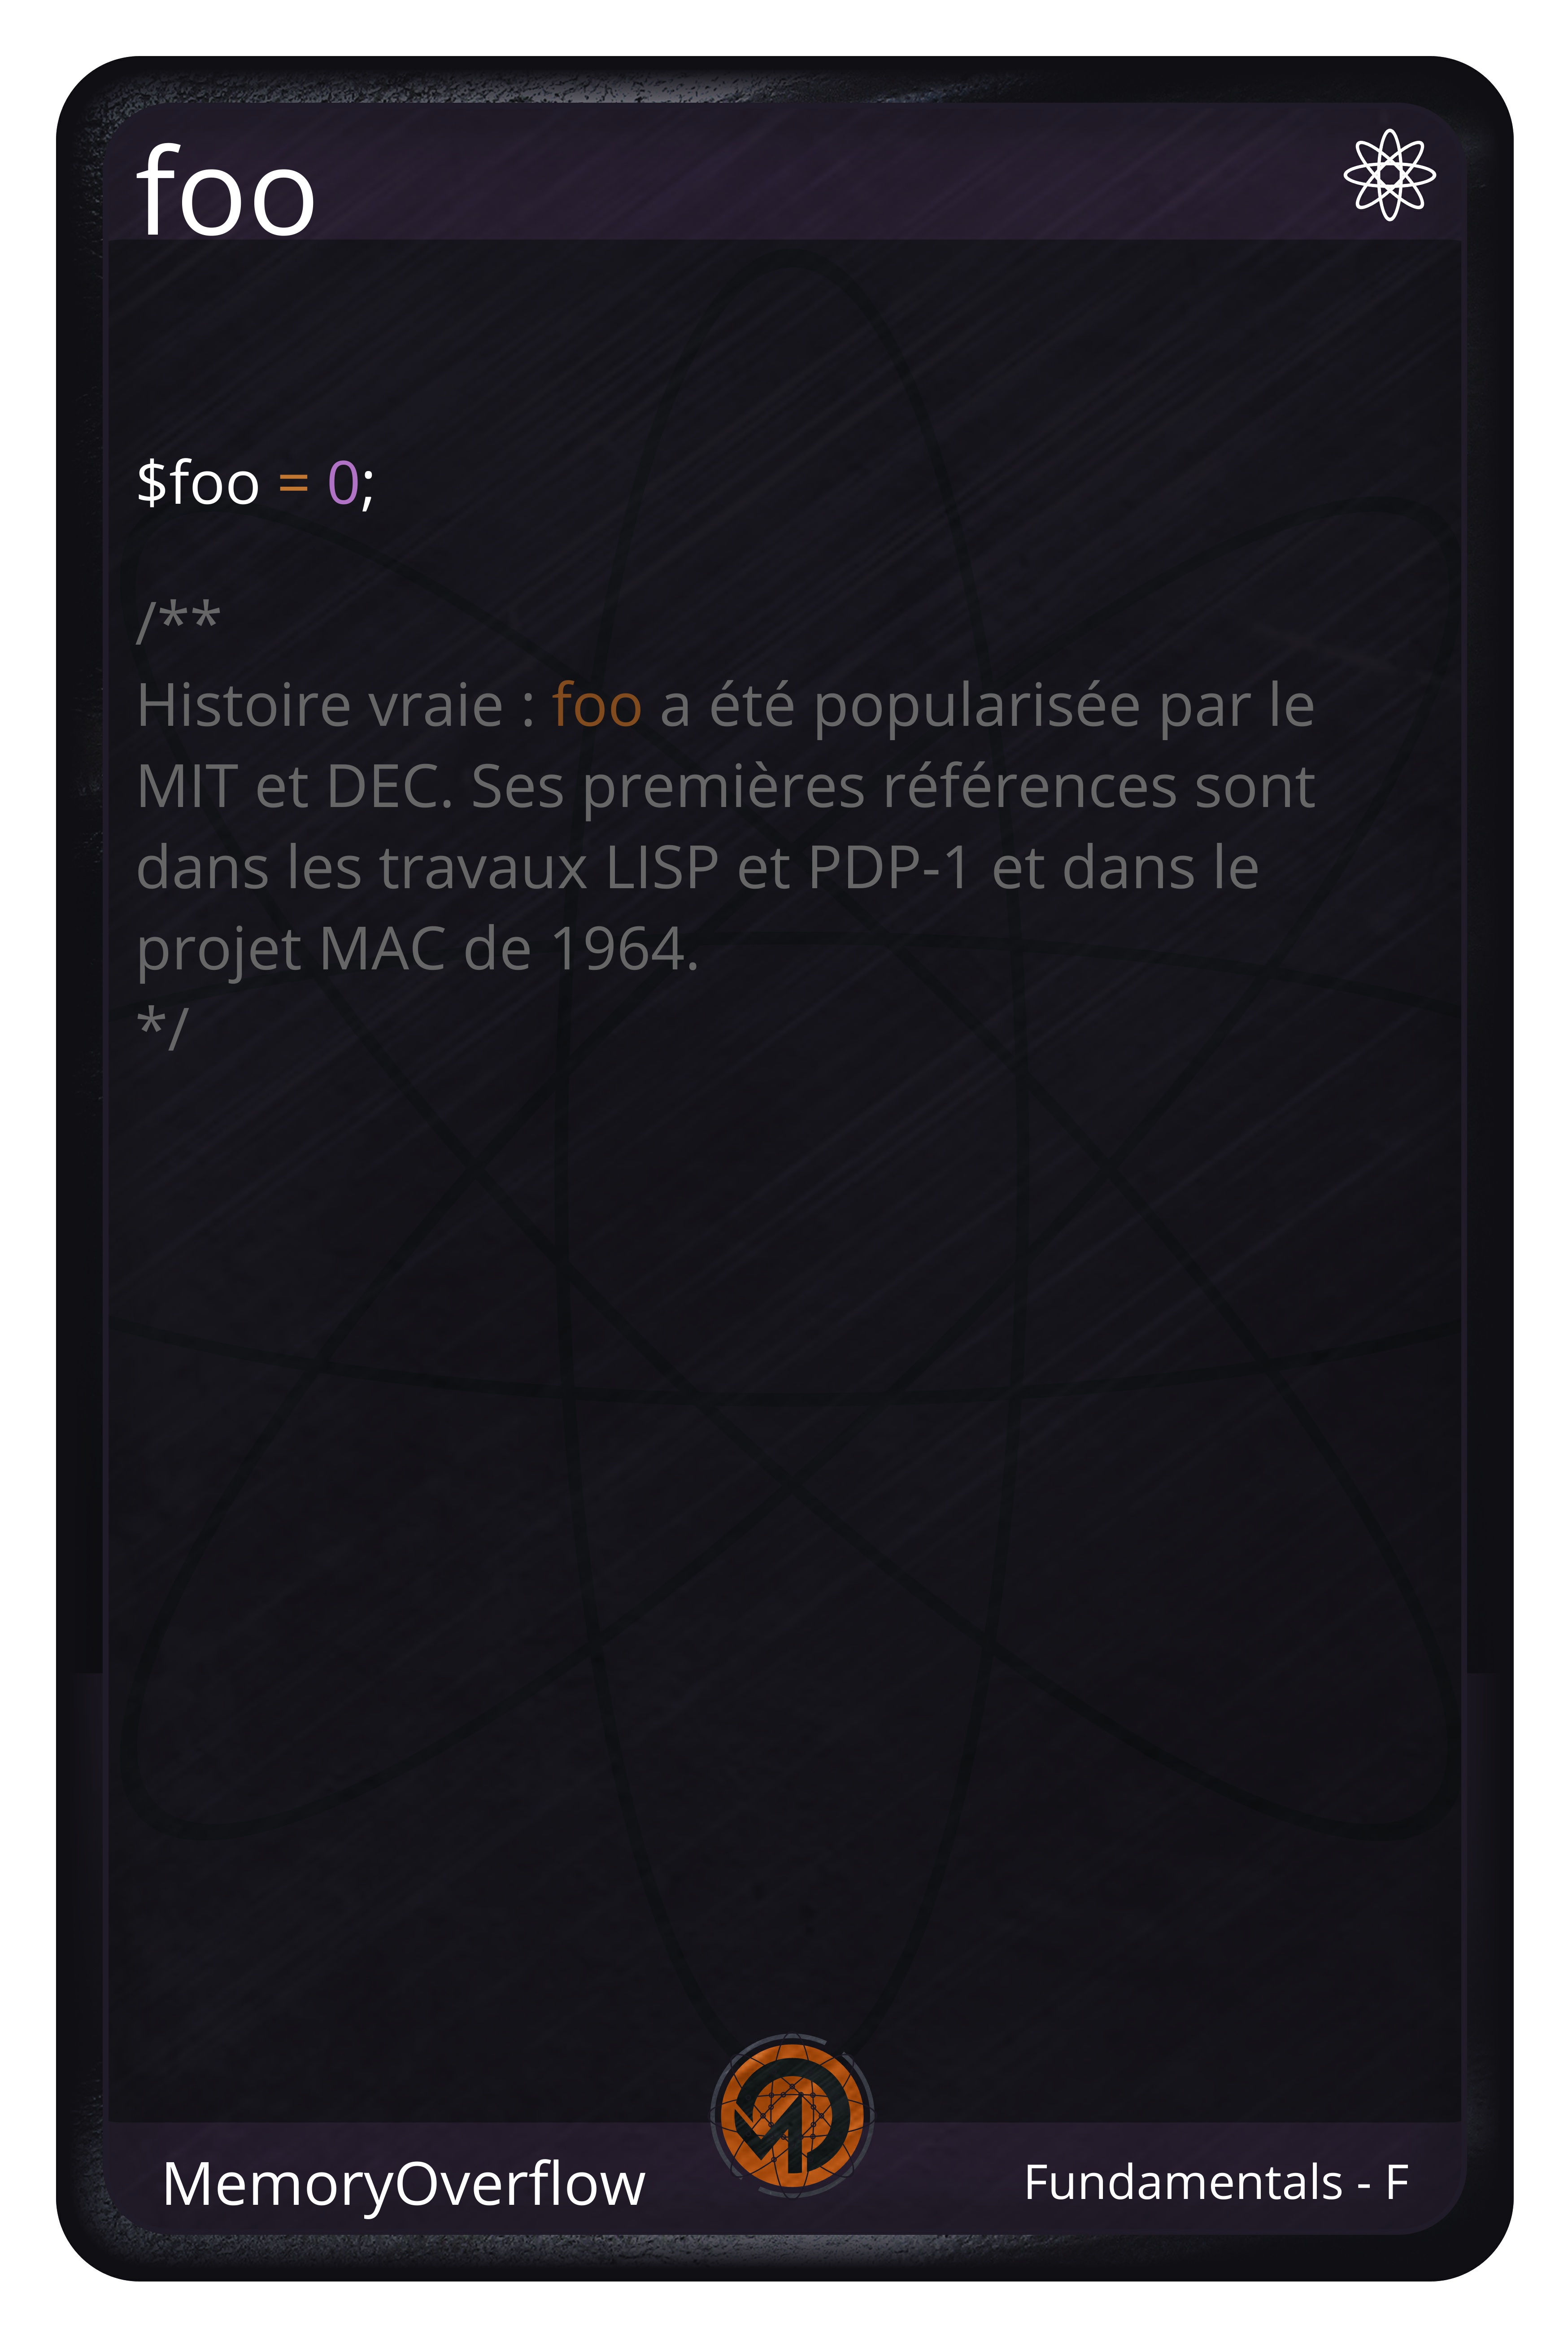 foo
$foo = 0;
/**
Histoire vraie : foo a été popularisée par le
MIT et DEC. Ses premières références sont
dans les travaux LISP et PDP-1 et dans le
projet MAC de 1964.
*/
MemoryOverflow
Fundamentals - F